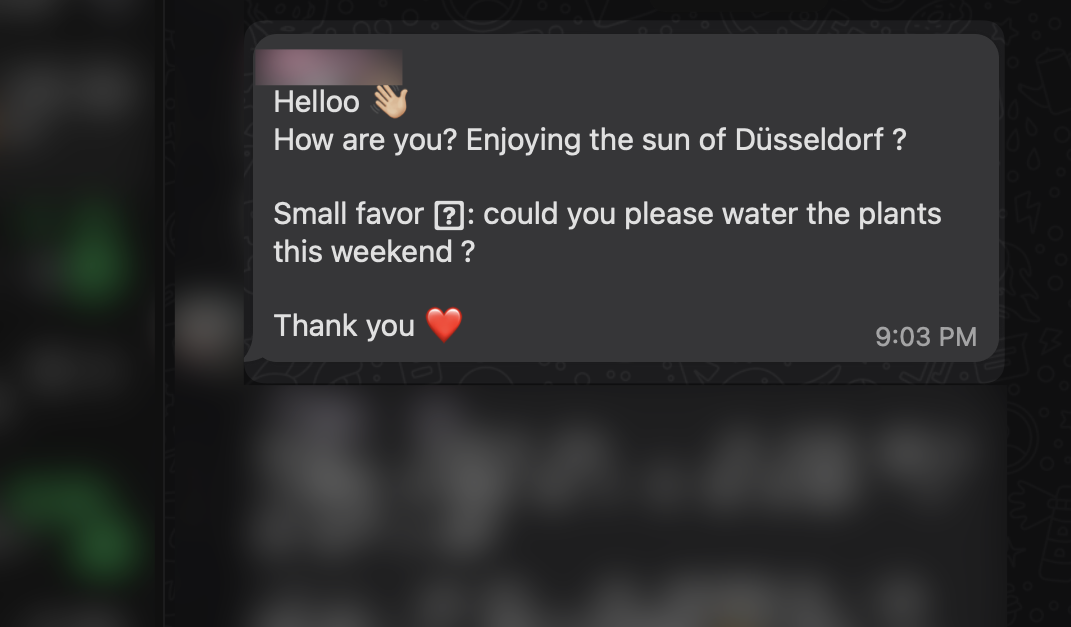 Helloo 👋🏼
How are you? Enjoying the sun of Düsseldorf ?
Small favor : could you please water the plants
this weekend ?
Thank you ❤️
9:03 PM